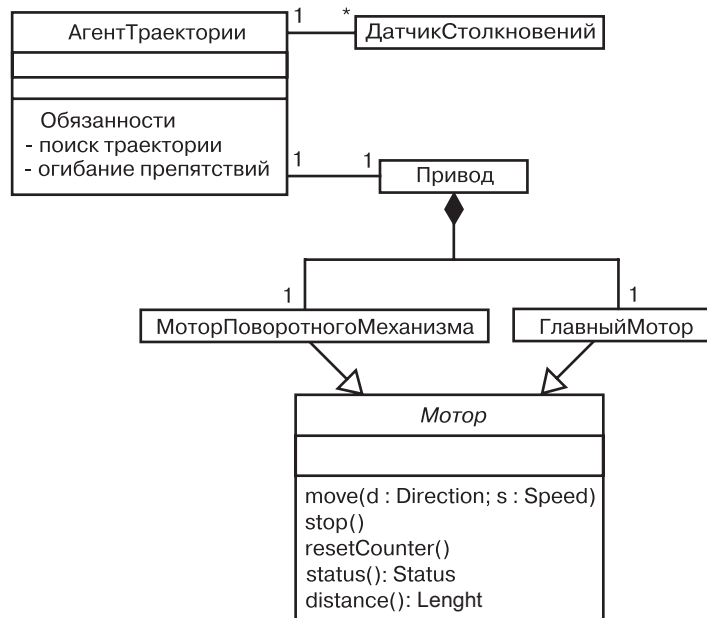 АгентТраектории
1
*
ДатчикСтолкновений
Обязанности
- поиск траектории
- огибание препятствий
1
1
Привод
1
1
МоторПоворотногоМеханизма
ГлавныйМотор
Мотор
move(d : Direction; s : Speed)
stop()
resetCounter()
status(): Status
distance(): Lenght